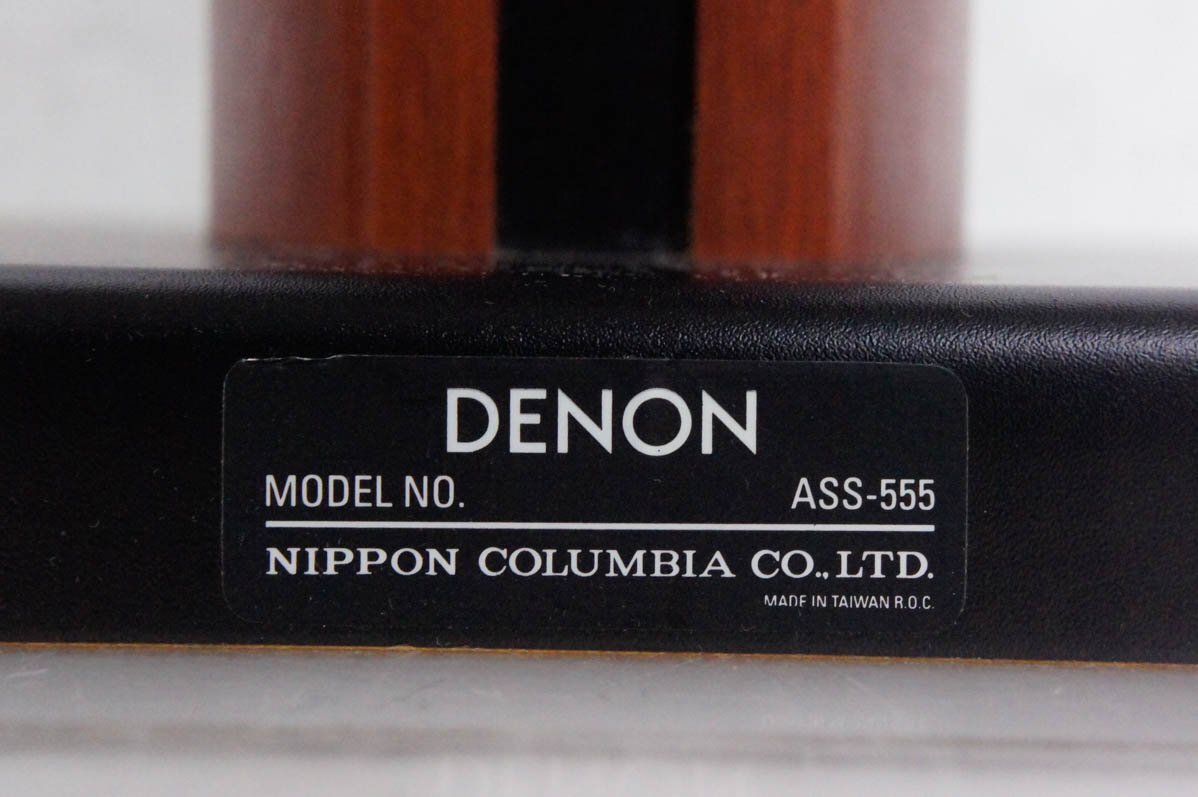 DENON
MODEL NO. ASS-555
NIPPON COLUMBIA CO., LTD.
MADE IN TAIWAN R.O.C.